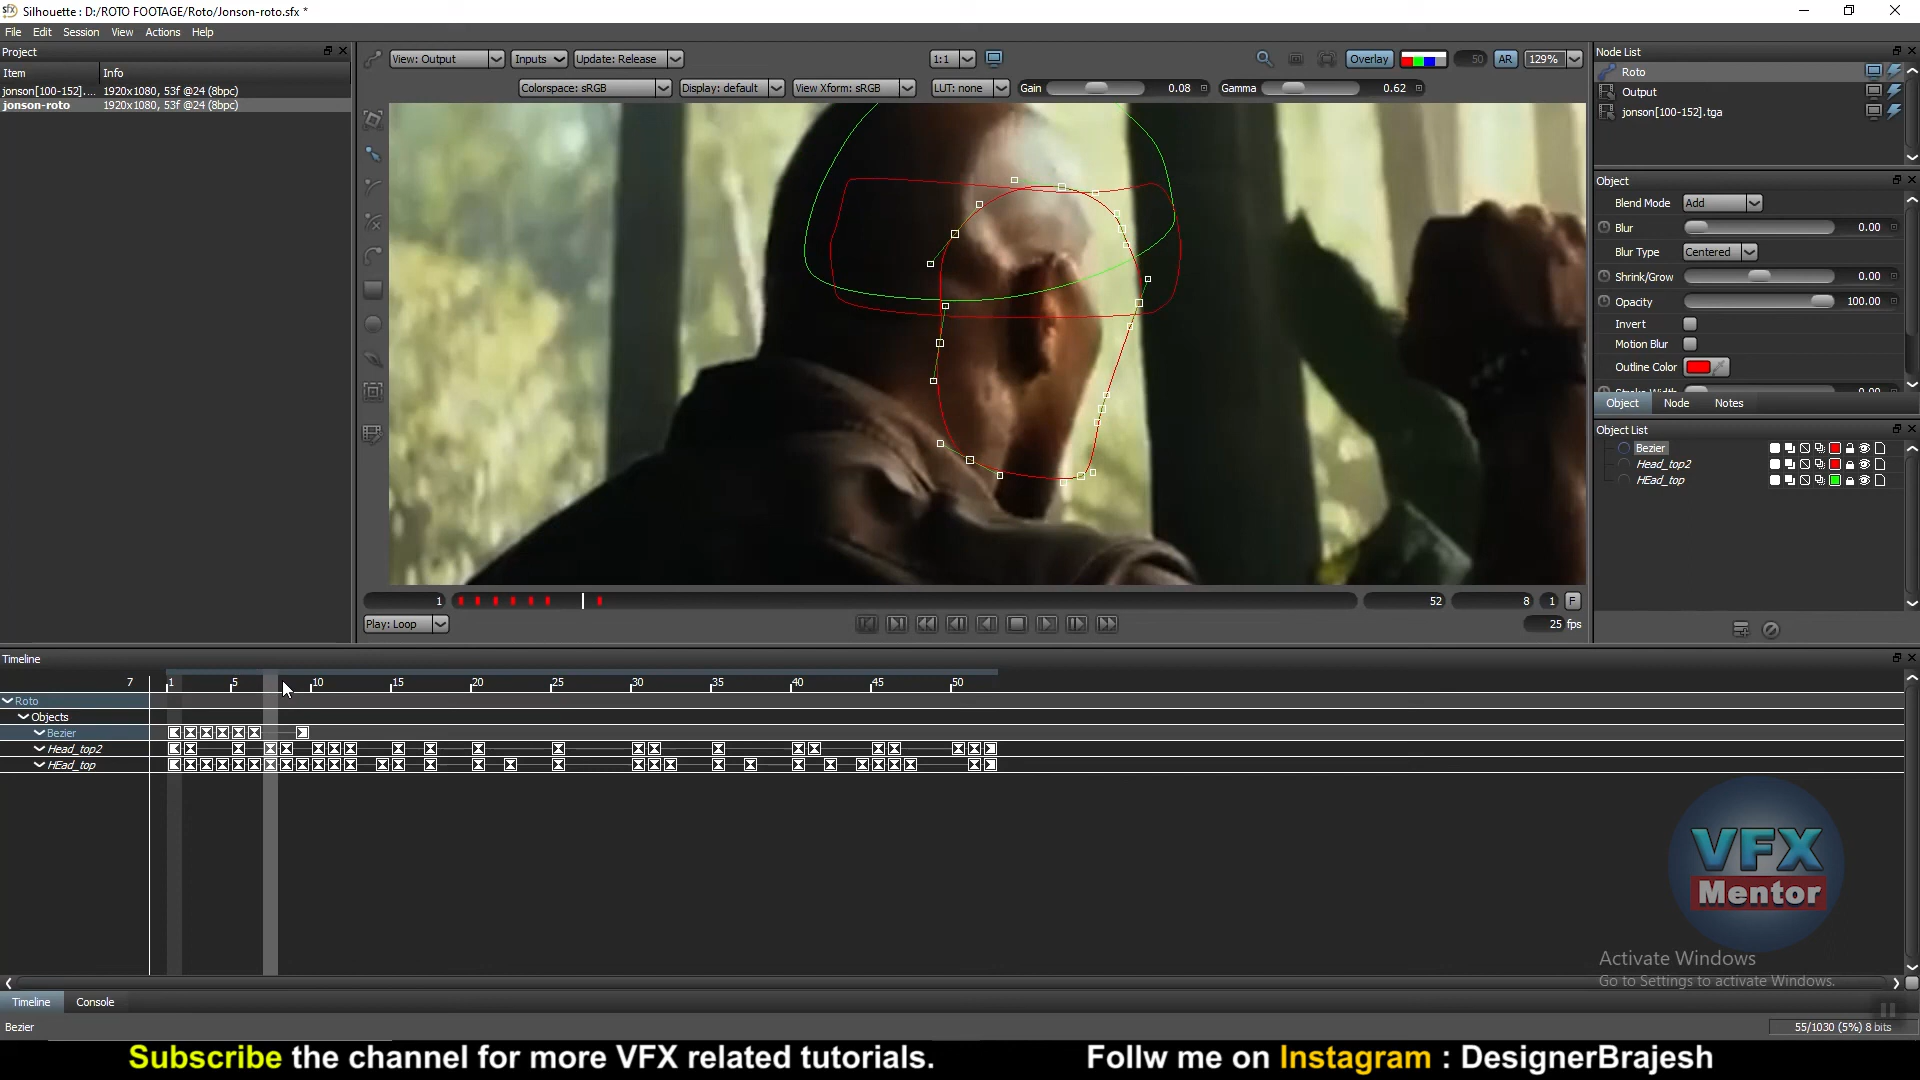 Silhouette : D:/ROTO FOOTAGE/Roto/Jonson-roto.sfx *
File Edit Session View Actions Help
Project
Item Info
jonson[100-152].... 1920x1080, 53f @24 (8bpc)
jonson-roto 1920x1080, 53f @24 (8bpc)
View: Output Inputs Update: Release 1:1 Overlay 50 AR 129%
Colorspace: sRGB Display: default View Xform: sRGB LUT: none Gain 0.08 Gamma 0.62
Node List
Roto
Output
jonson[100-152].tga
Object
Blend Mode Add
Blur 0.00
Blur Type Centered
Shrink/Grow 0.00
Opacity 100.00
Invert
Motion Blur
Outline Color
Object Node Notes
Object List
Bezier
Head_top2
HEad_top
1 52 8 1 F
Play: Loop 25 fps
Timeline
7 1 5 10 15 20 25 30 35 40 45 50
Roto
Objects
Bezier
Head_top2
HEad_top
VFX
Mentor
Activate Windows
Go to Settings to activate Windows.
Timeline Console
Bezier 55/1030 (5%) 8 bits
Subscribe the channel for more VFX related tutorials. Follw me on Instagram : DesignerBrajesh